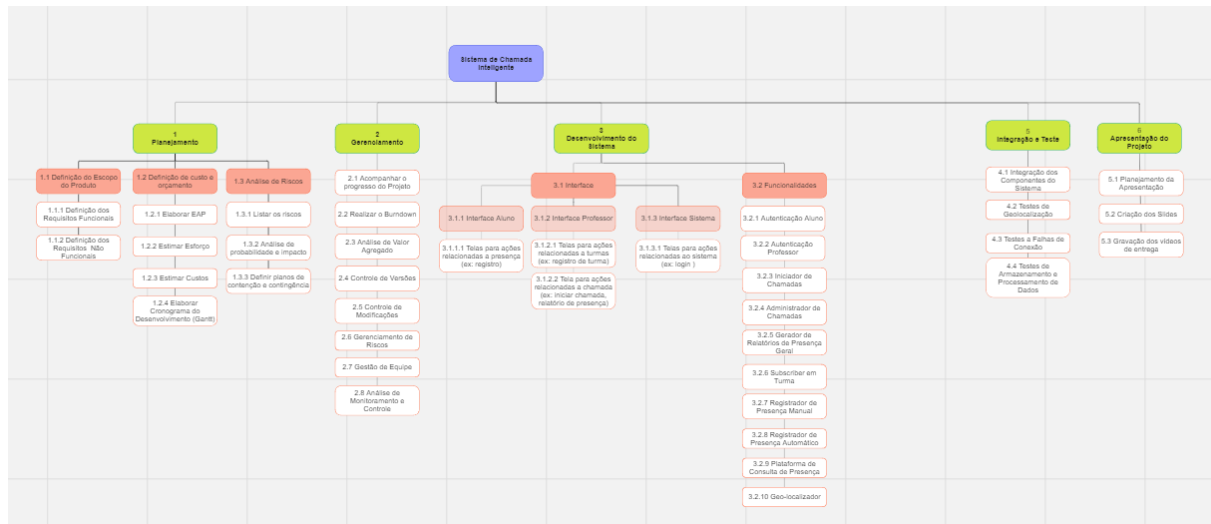 Sistema de Chamada
Inteligente
1
Planejamento
2
Gerenciamento
3
Desenvolvimento do
Sistema
5
Integração e Teste
6
Apresentação do
Projeto
1.1 Definição do Escopo
do Produto
1.1.1 Definição dos
Requisitos Funcionais
1.1.2 Definição dos
Requisitos Não
Funcionais
1.2 Definição de custo e
orçamento
1.2.1 Elaborar EAP
1.2.2 Estimar Esforço
1.2.3 Estimar Custos
1.2.4 Elaborar
Cronograma do
Desenvolvimento (Gantt)
1.3 Análise de Riscos
1.3.1 Listar os riscos
1.3.2 Análise de
probabilidade e impacto
1.3.3 Definir planos de
contenção e contingência
2.1 Acompanhar o
progresso do Projeto
2.2 Realizar o Burndown
2.3 Análise de Valor
Agregado
2.4 Controle de Versões
2.5 Controle de
Modificações
2.6 Gerenciamento de
Riscos
2.7 Gestão de Equipe
2.8 Análise de
Monitoramento e
Controle
3.1 Interface
3.1.1 Interface Aluno
3.1.1.1 Telas para ações
relacionadas a presença
(ex: registro)
3.1.2 Interface Professor
3.1.2.1 Telas para ações
relacionadas a turmas
(ex: registro de turma)
3.1.2.2 Tela para ações
relacionadas a chamada
(ex: iniciar chamada,
relatório de presença)
3.1.3 Interface Sistema
3.1.3.1 Telas para ações
relacionadas ao sistema
(ex: login )
3.2 Funcionalidades
3.2.1 Autenticação Aluno
3.2.2 Autenticação
Professor
3.2.3 Iniciador de
Chamadas
3.2.4 Administrador de
Chamadas
3.2.5 Gerador de
Relatórios de Presença
Geral
3.2.6 Subscriber em
Turma
3.2.7 Registrador de
Presença Manual
3.2.8 Registrador de
Presença Automático
3.2.9 Plataforma de
Consulta de Presença
3.2.10 Geo-localizador
4.1 Integração dos
Componentes do
Sistema
4.2 Testes de
Geolocalização
4.3 Testes a Falhas de
Conexão
4.4 Testes de
Armazenamento e
Processamento de
Dados
5.1 Planejamento da
Apresentação
5.2 Criação dos Slides
5.3 Gravação dos vídeos
de entrega